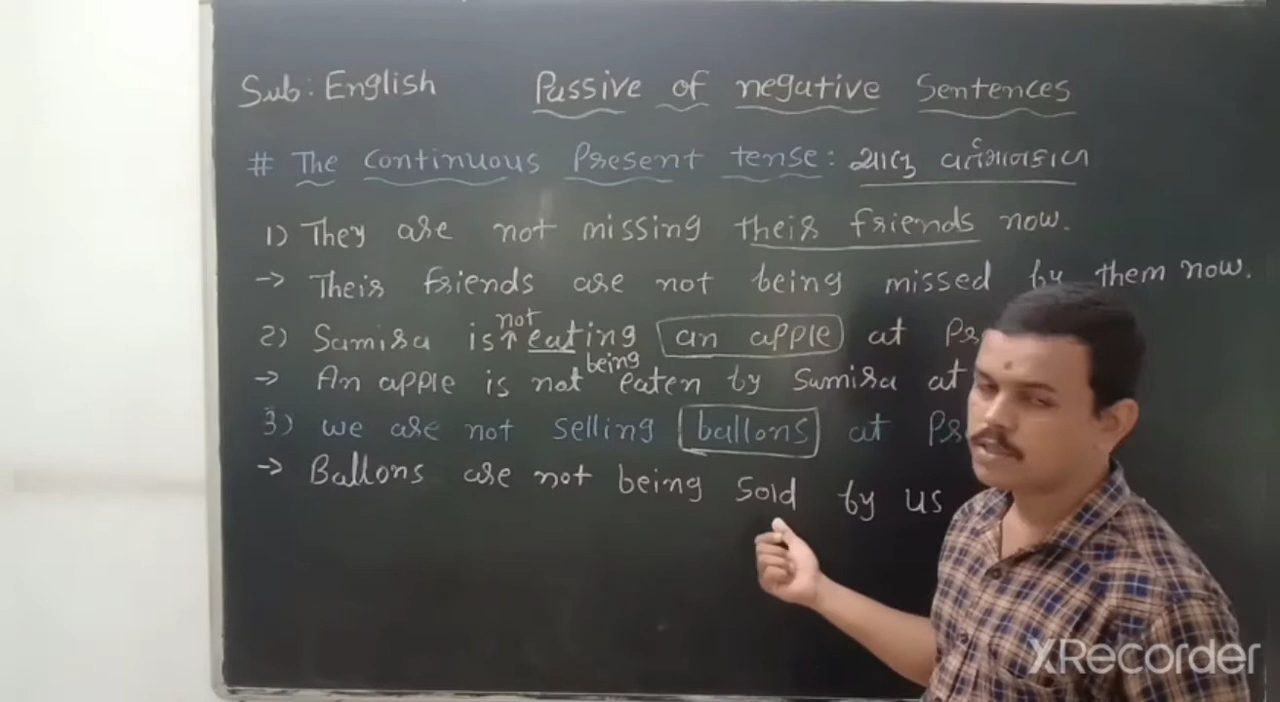 Sub: English Passive of negative Sentences
# The Continuous Present tense: ચાલુ વર્તમાનકાળ
1) They are not missing their friends now.
-> Their friends are not being missed by them now.
not
2) Samira is ↑ eating an apple at
being
-> An apple is not eaten by Samira at
3) we are not selling ballons at
-> Ballons are not being Sold by us
XRecorder